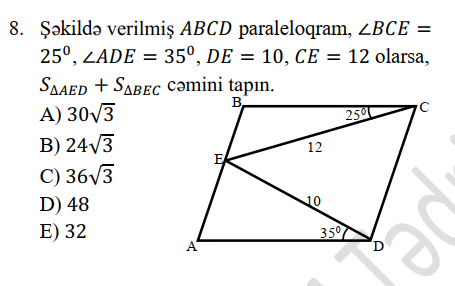 8. Şəkildə verilmiş ABCD paraleloqram, ∠BCE =
25⁰, ∠ADE = 35⁰, DE = 10, CE = 12 olarsa,
S∆AED + S∆BEC cəmini tapın.
A) 30√3
B) 24√3
C) 36√3
D) 48
E) 32
B
C
25⁰
12
E
10
35⁰
A
D